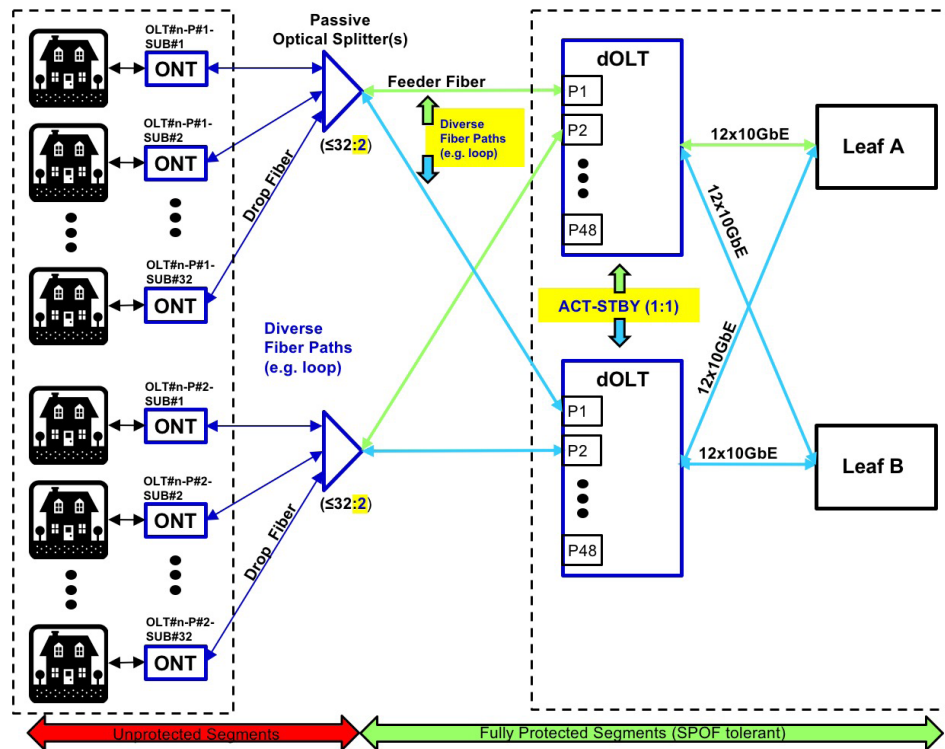 OLT#n-P#1-
SUB#1
ONT
OLT#n-P#1-
SUB#2
ONT
OLT#n-P#1-
SUB#32
ONT
Drop Fiber
Passive
Optical Splitter(s)
(≤32:2)
Feeder Fiber
Diverse
Fiber Paths
(e.g. loop)
Diverse
Fiber Paths
(e.g. loop)
OLT#n-P#2-
SUB#1
ONT
OLT#n-P#2-
SUB#2
ONT
OLT#n-P#2-
SUB#32
ONT
Drop Fiber
(≤32:2)
dOLT
P1
P2
P48
ACT-STBY (1:1)
dOLT
P1
P2
P48
12x10GbE
12x10GbE
12x10GbE
12x10GbE
Leaf A
Leaf B
Unprotected Segments
Fully Protected Segments (SPOF tolerant)